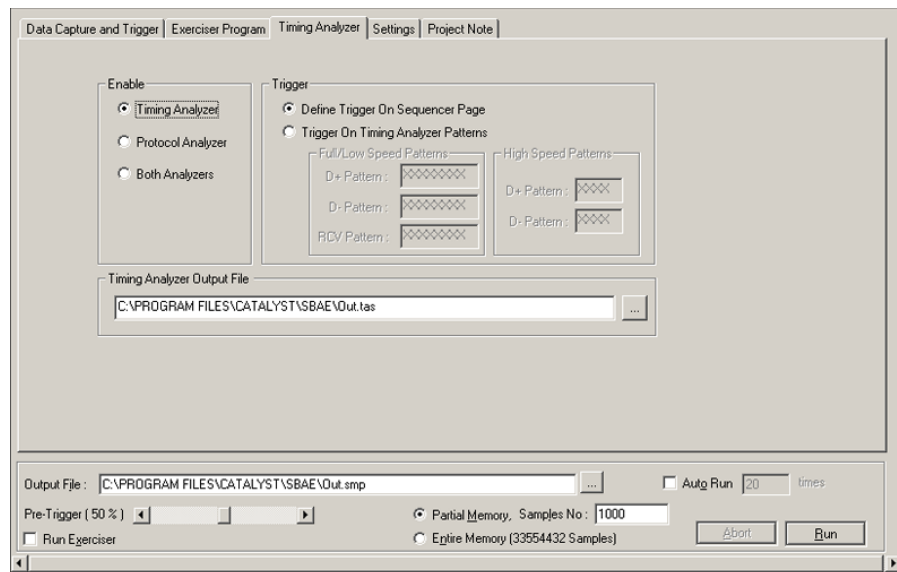 Data Capture and Trigger
Exerciser Program
Timing Analyzer
Settings
Project Note
Enable
Timing Analyzer
Protocol Analyzer
Both Analyzers
Trigger
Define Trigger On Sequencer Page
Trigger On Timing Analyzer Patterns
Full/Low Speed Patterns
D+ Pattern : XXXXXXXX
D- Pattern : XXXXXXXX
RCV Pattern : XXXXXXXX
High Speed Patterns
D+ Pattern : XXXX
D- Pattern : XXXX
Timing Analyzer Output File
C:\PROGRAM FILES\CATALYST\SBAE\Out.tas
...
Output File : C:\PROGRAM FILES\CATALYST\SBAE\Out.smp ...
Auto Run 20 times
Pre-Trigger ( 50 % )
Partial Memory, Samples No : 1000
Run Exerciser
Entire Memory (33554432 Samples)
Abort
Run